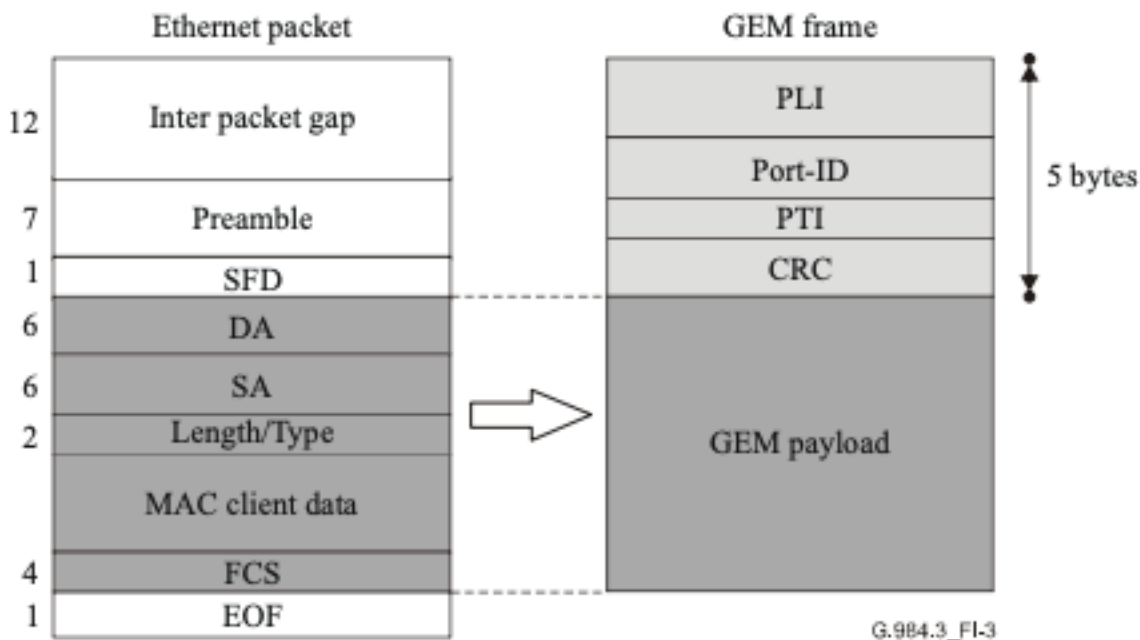 Ethernet packet
GEM frame
12
Inter packet gap
7
Preamble
1
SFD
6
DA
6
SA
2
Length/Type
MAC client data
4
FCS
1
EOF
PLI
Port-ID
PTI
CRC
5 bytes
GEM payload
G.984.3_FI-3